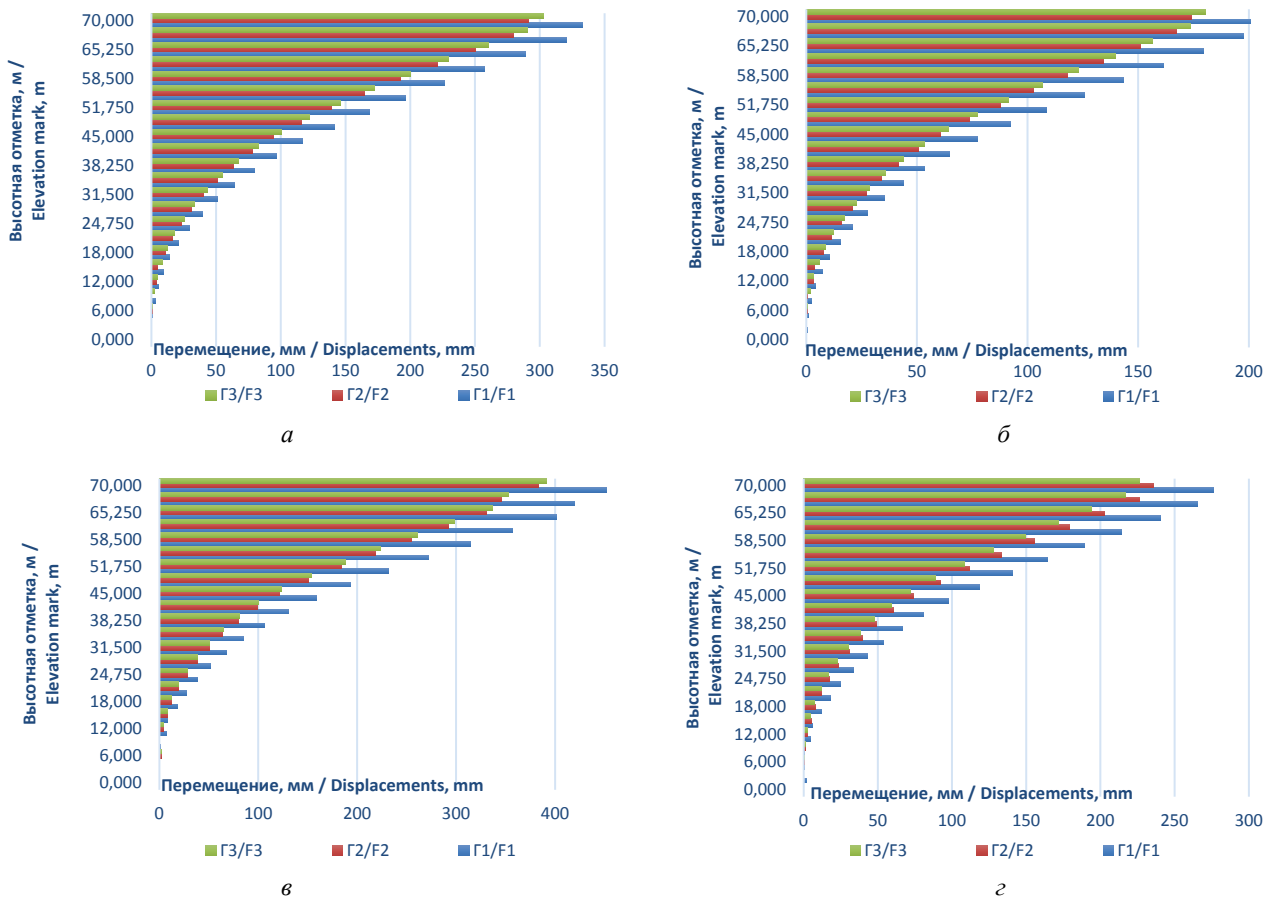 Высотная отметка, м /
Elevation mark, m
70,000
65,250
58,500
51,750
45,000
38,250
31,500
24,750
18,000
12,000
6,000
0,000
Перемещение, мм / Displacements, mm
0 50 100 150 200 250 300 350
Г3/F3 Г2/F2 Г1/F1
а
Высотная отметка, м /
Elevation mark, m
70,000
65,250
58,500
51,750
45,000
38,250
31,500
24,750
18,000
12,000
6,000
0,000
Перемещение, мм / Displacements, mm
0 50 100 150 200
Г3/F3 Г2/F2 Г1/F1
б
Высотная отметка, м /
Elevation mark, m
70,000
65,250
58,500
51,750
45,000
38,250
31,500
24,750
18,000
12,000
6,000
0,000
Перемещение, мм / Displacements, mm
0 100 200 300 400
Г3/F3 Г2/F2 Г1/F1
в
Высотная отметка, м /
Elevation mark, m
70,000
65,250
58,500
51,750
45,000
38,250
31,500
24,750
18,000
12,000
6,000
0,000
Перемещение, мм / Displacements, mm
0 50 100 150 200 250 300
Г3/F3 Г2/F2 Г1/F1
г